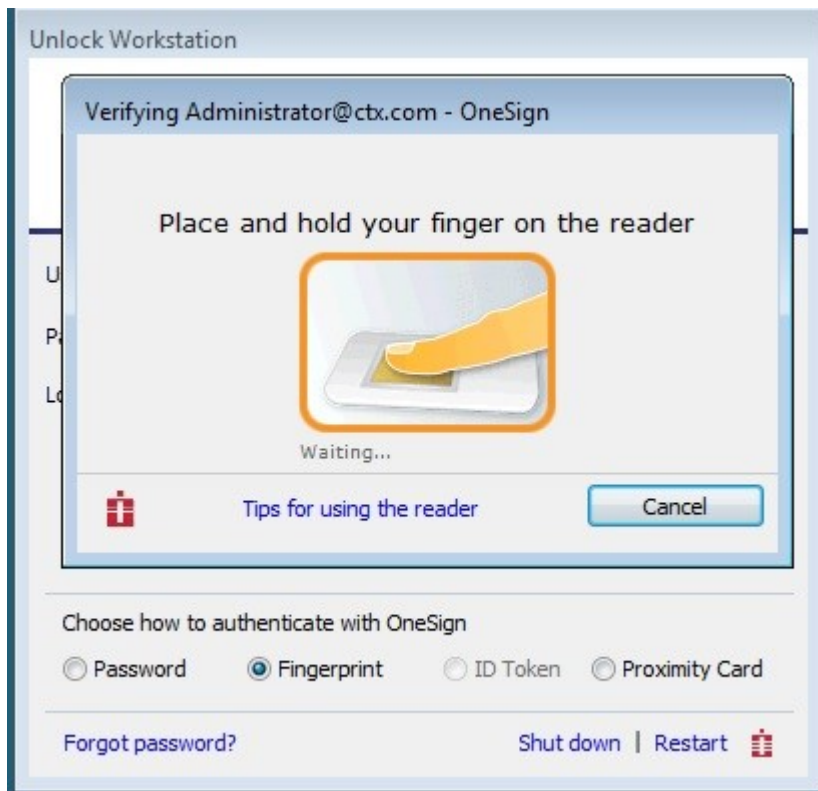 Unlock Workstation
Verifying Administrator@ctx.com - OneSign
Place and hold your finger on the reader
Waiting...
Tips for using the reader
Cancel
Choose how to authenticate with OneSign
Password Fingerprint ID Token Proximity Card
Forgot password? Shut down | Restart